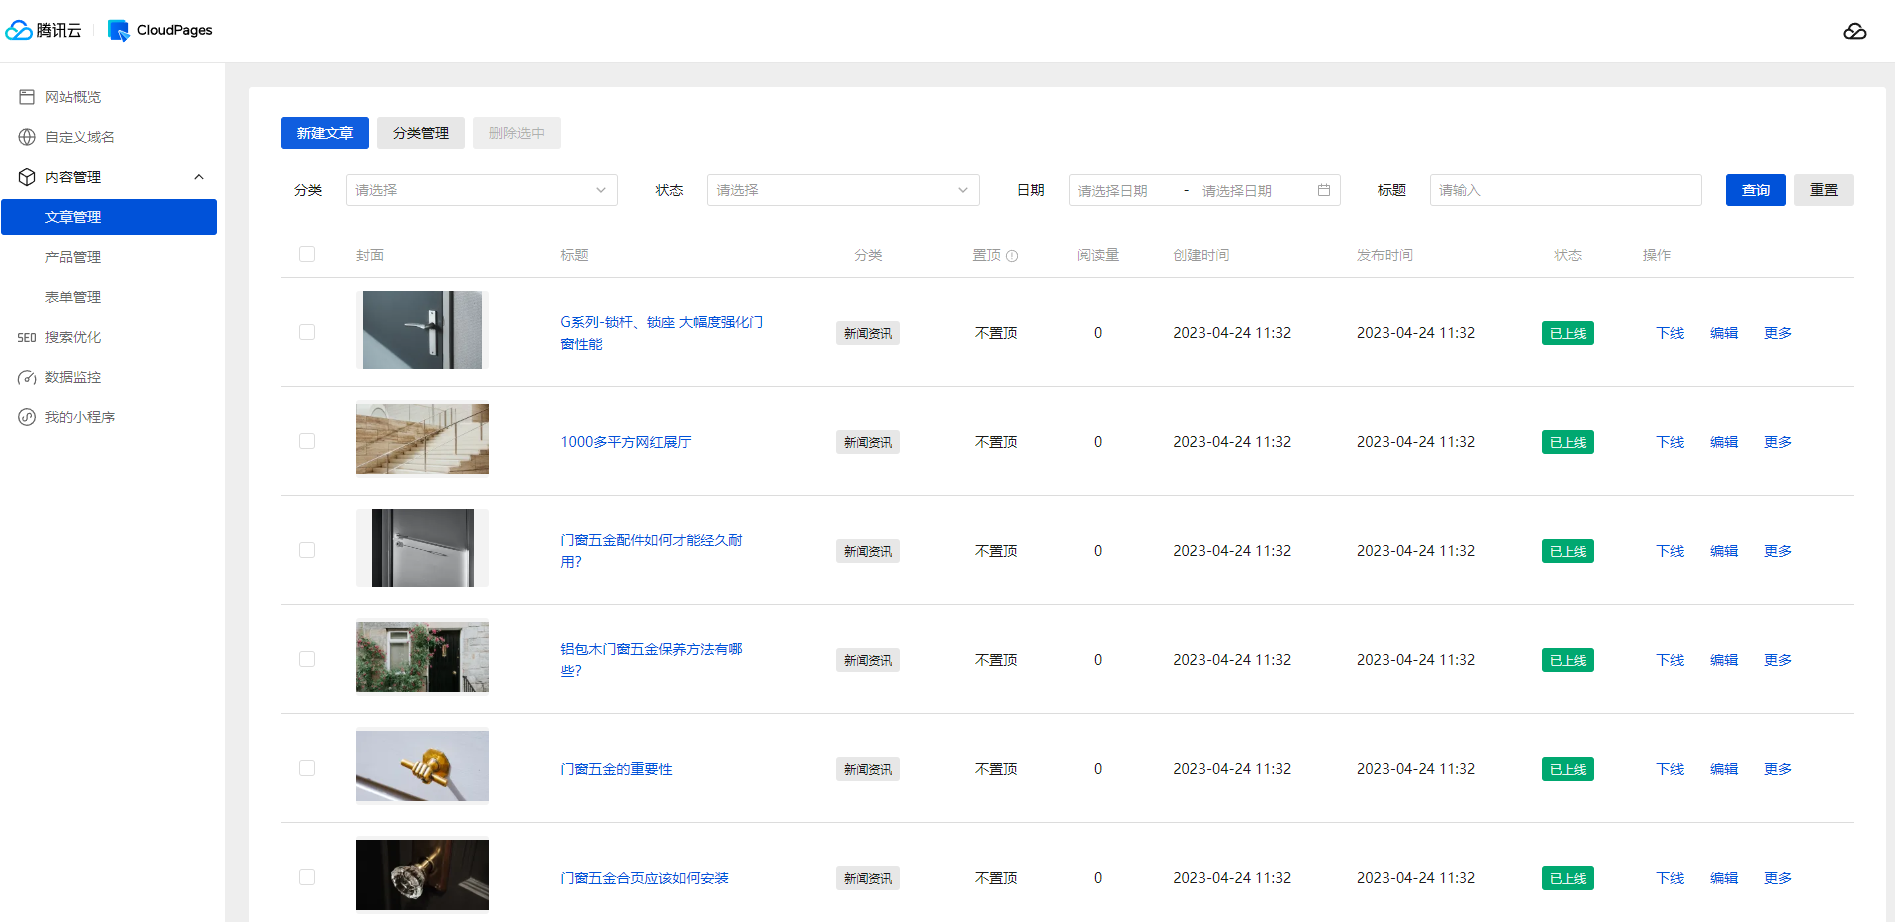 腾讯云 CloudPages
网站概览
自定义域名
内容管理
文章管理
产品管理
表单管理
SEO 搜索优化
数据监控
我的小程序
新建文章 分类管理 删除选中
分类 请选择 状态 请选择 日期 请选择日期 - 请选择日期 标题 请输入 查询 重置
封面 标题 分类 置顶 阅读量 创建时间 发布时间 状态 操作
G系列-锁杆、锁座 大幅度强化门
窗性能
新闻资讯 不置顶 0 2023-04-24 11:32 2023-04-24 11:32 已上线 下线 编辑 更多
1000多平方网红展厅 新闻资讯 不置顶 0 2023-04-24 11:32 2023-04-24 11:32 已上线 下线 编辑 更多
门窗五金配件如何才能经久耐
用?
新闻资讯 不置顶 0 2023-04-24 11:32 2023-04-24 11:32 已上线 下线 编辑 更多
铝包木门窗五金保养方法有哪
些?
新闻资讯 不置顶 0 2023-04-24 11:32 2023-04-24 11:32 已上线 下线 编辑 更多
门窗五金的重要性 新闻资讯 不置顶 0 2023-04-24 11:32 2023-04-24 11:32 已上线 下线 编辑 更多
门窗五金合页应该如何安装 新闻资讯 不置顶 0 2023-04-24 11:32 2023-04-24 11:32 已上线 下线 编辑 更多